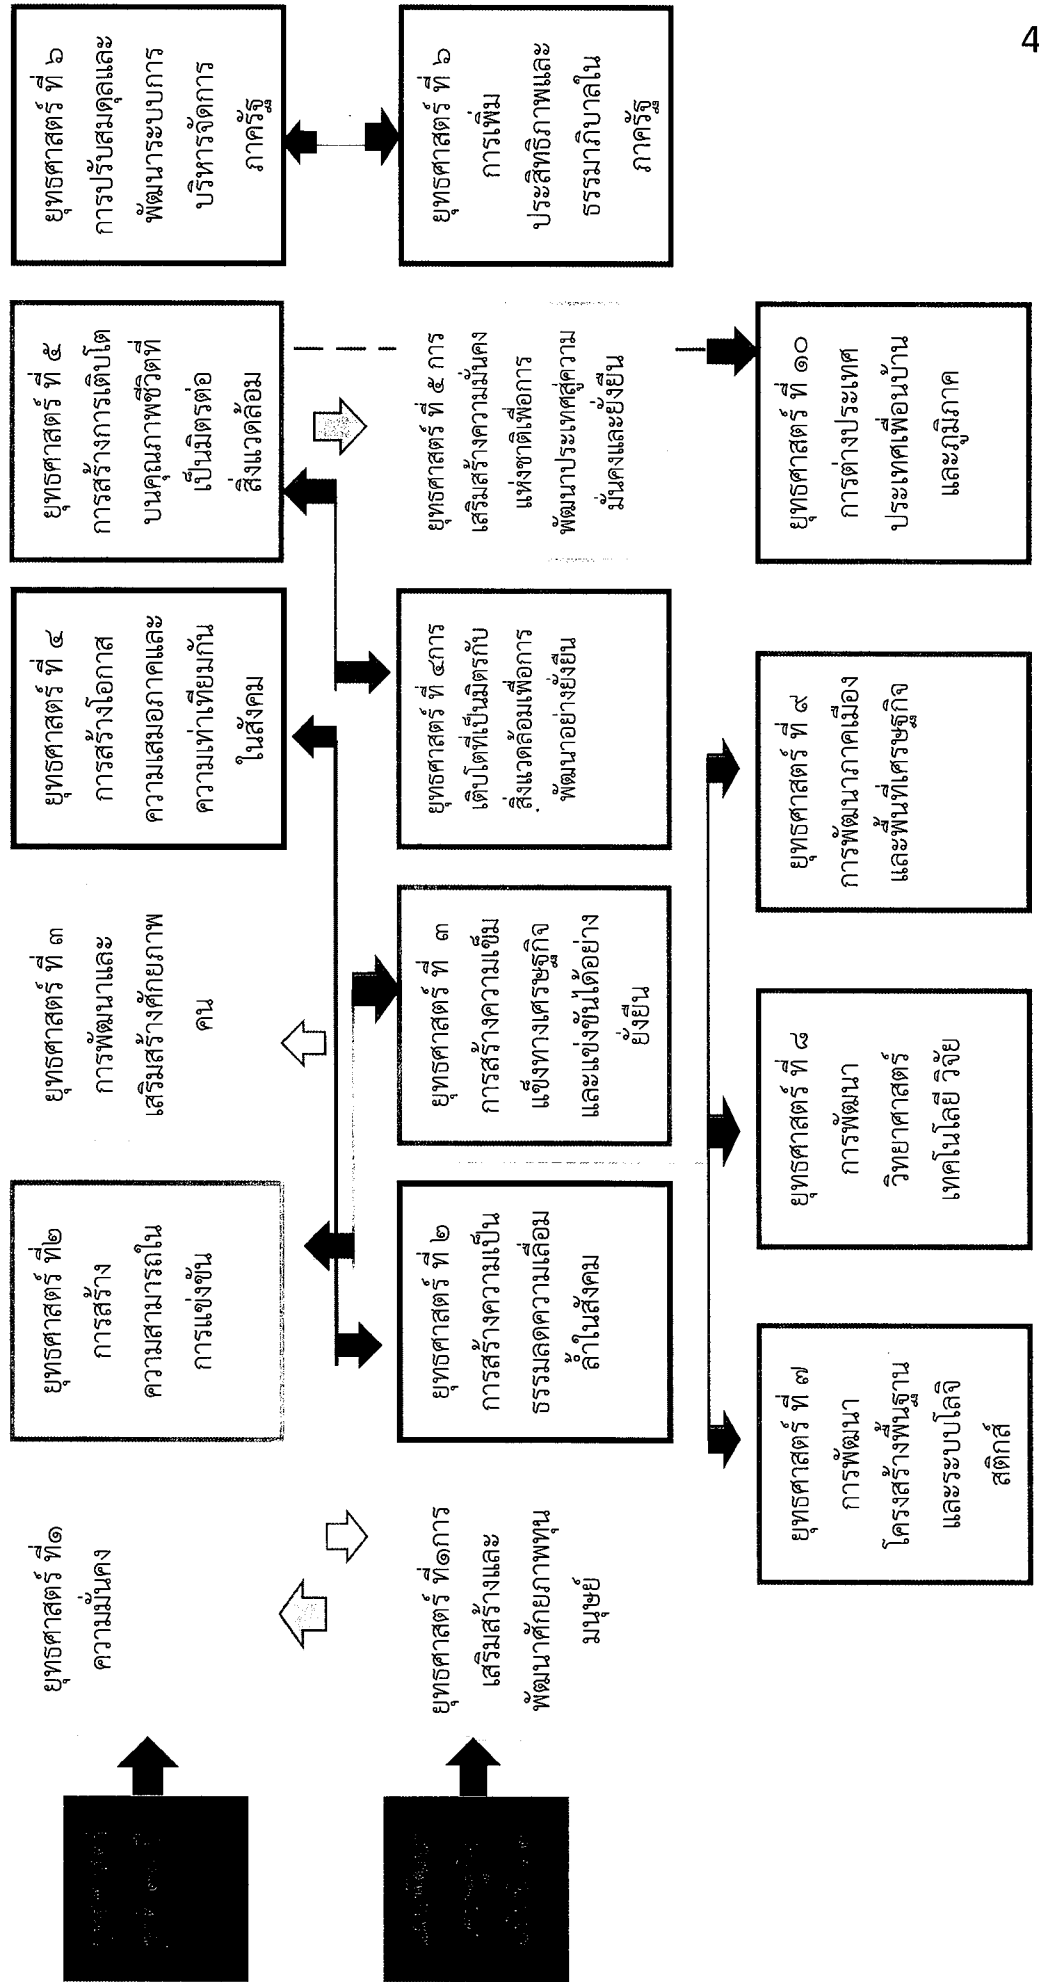 ยุทธศาสตร์ ที่๑
ความมั่นคง
ยุทธศาสตร์ ที่๒
การสร้าง
ความสามารถใน
การแข่งขัน
ยุทธศาสตร์ ที่ ๓
การพัฒนาและ
เสริมสร้างศักยภาพ
คน
ยุทธศาสตร์ ที่ ๔
การสร้างโอกาส
ความเสมอภาคและ
ความเท่าเทียมกัน
ในสังคม
ยุทธศาสตร์ ที่ ๕
การสร้างการเติบโต
บนคุณภาพชีวิตที่
เป็นมิตรต่อ
สิ่งแวดล้อม
ยุทธศาสตร์ ที่ ๖
การปรับสมดุลและ
พัฒนาระบบการ
บริหารจัดการ
ภาครัฐ
ยุทธศาสตร์ ที่๑การ
เสริมสร้างและ
พัฒนาศักยภาพทุน
มนุษย์
ยุทธศาสตร์ ที่ ๒
การสร้างความเป็น
ธรรมลดความเลื่อม
ล้ำในสังคม
ยุทธศาสตร์ ที่ ๓
การสร้างความเข้ม
แข็งทางเศรษฐกิจ
และแข่งขันได้อย่าง
ยั่งยืน
ยุทธศาสตร์ ที่ ๔การ
เติบโตที่เป็นมิตรกับ
สิ่งแวดล้อมเพื่อการ
พัฒนาอย่างยั่งยืน
ยุทธศาสตร์ ที่ ๕ การ
เสริมสร้างความมั่นคง
แห่งชาติเพื่อการ
พัฒนาประเทศสู่ความ
มั่นคงและยั่งยืน
ยุทธศาสตร์ ที่ ๖
การเพิ่ม
ประสิทธิภาพและ
ธรรมาภิบาลใน
ภาครัฐ
ยุทธศาสตร์ ที่ ๗
การพัฒนา
โครงสร้างพื้นฐาน
และระบบโลจิ
สติกส์
ยุทธศาสตร์ ที่ ๘
การพัฒนา
วิทยาศาสตร์
เทคโนโลยี วิจัย
ยุทธศาสตร์ ที่ ๙
การพัฒนาภาคเมือง
และพื้นที่เศรษฐกิจ
ยุทธศาสตร์ ที่ ๑๐
การต่างประเทศ
ประเทศเพื่อนบ้าน
และภูมิภาค
4